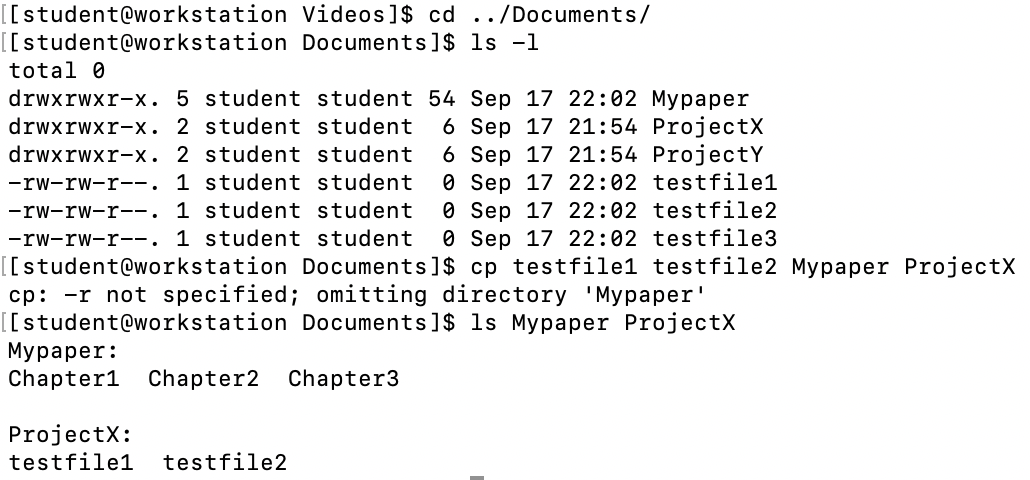 [[student@workstation Videos]$ cd ../Documents/
[[student@workstation Documents]$ ls -l
total 0
drwxrwxr-x. 5 student student 54 Sep 17 22:02 Mypaper
drwxrwxr-x. 2 student student  6 Sep 17 21:54 ProjectX
drwxrwxr-x. 2 student student  6 Sep 17 21:54 ProjectY
-rw-rw-r--. 1 student student  0 Sep 17 22:02 testfile1
-rw-rw-r--. 1 student student  0 Sep 17 22:02 testfile2
-rw-rw-r--. 1 student student  0 Sep 17 22:02 testfile3
[[student@workstation Documents]$ cp testfile1 testfile2 Mypaper ProjectX
cp: -r not specified; omitting directory 'Mypaper'
[[student@workstation Documents]$ ls Mypaper ProjectX
Mypaper:
Chapter1  Chapter2  Chapter3

ProjectX:
testfile1  testfile2